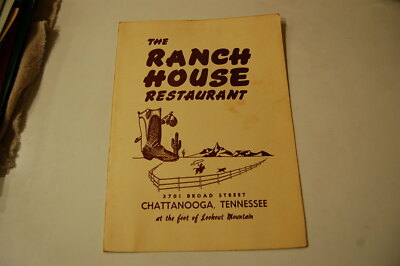 THE
RANCH
HOUSE
RESTAURANT
3701 BROAD STREET
CHATTANOOGA, TENNESSEE
at the foot of Lookout Mountain